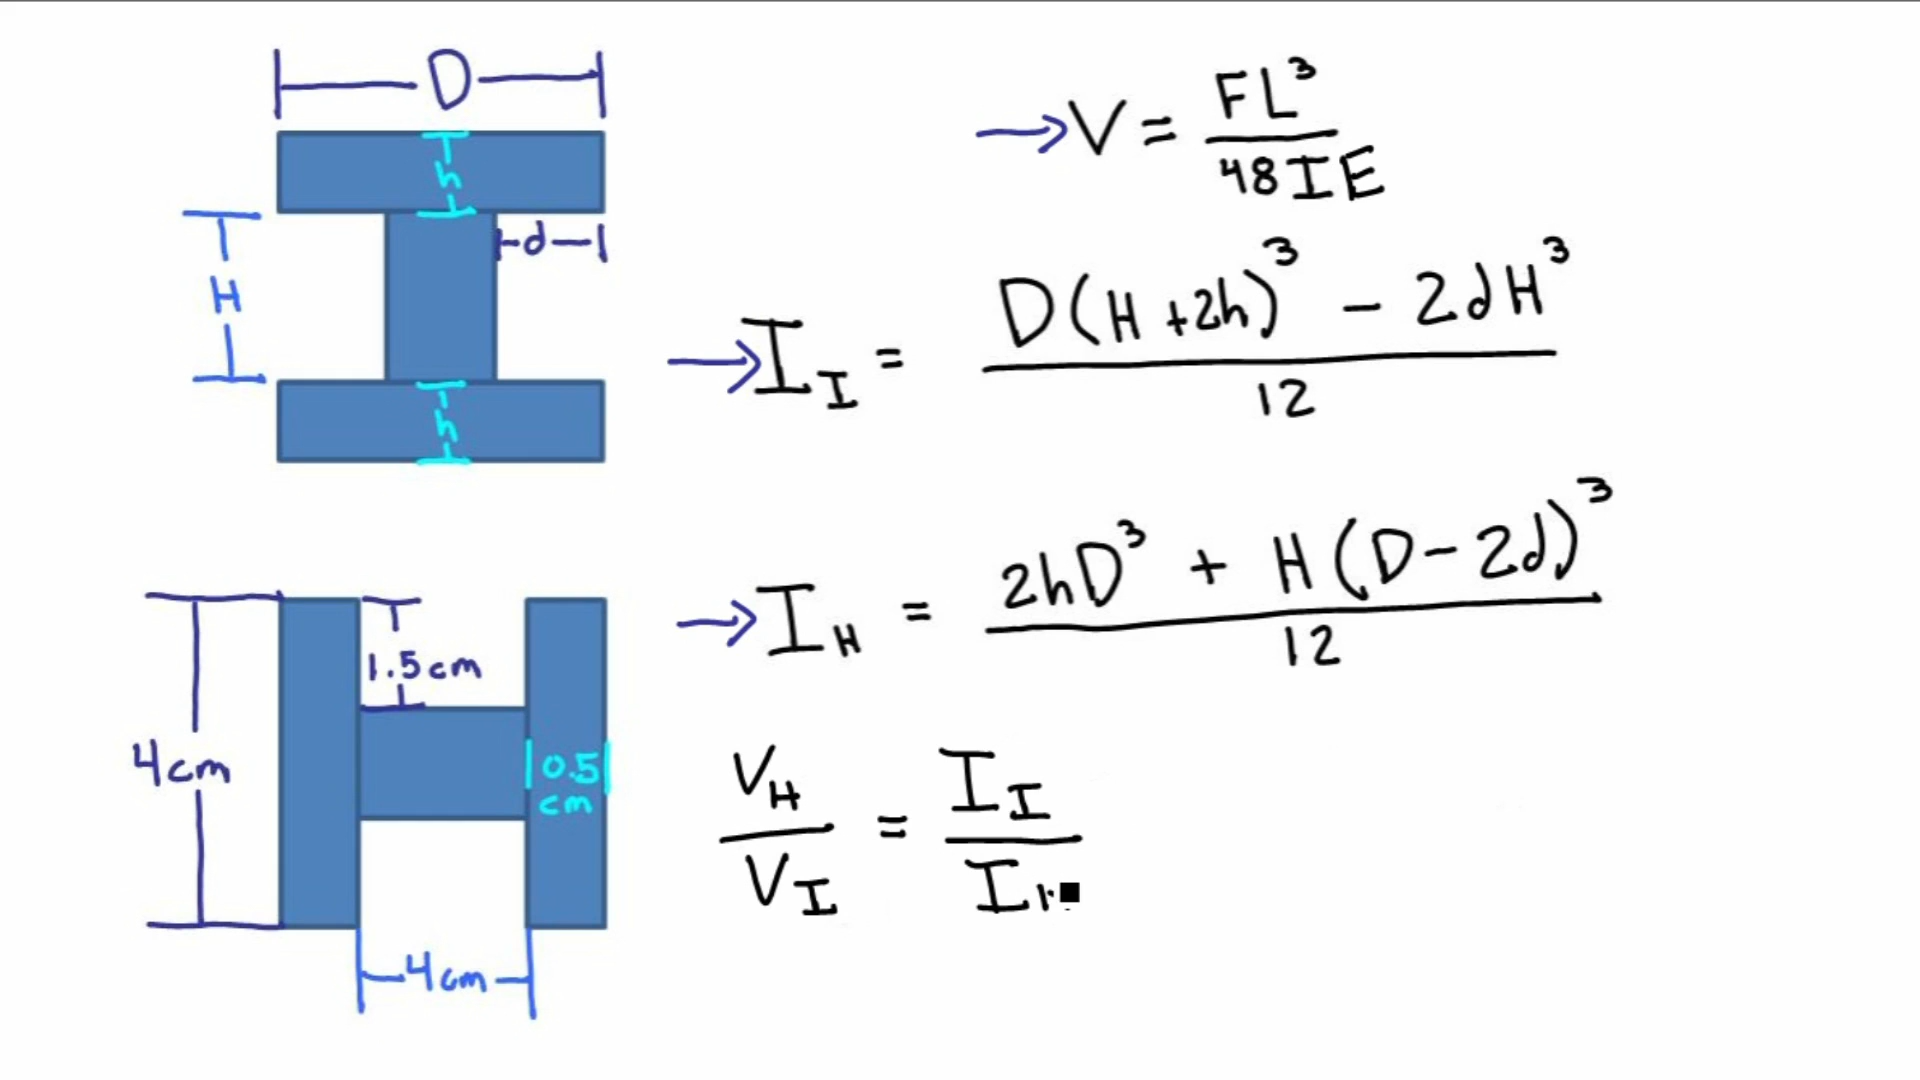 D
h
d
H
h
V = FL³ / 48IE
I_I = D(H+2h)³ - 2dH³ / 12
I_H = 2hD³ + H(D-2d)³ / 12
1.5cm
4cm
0.5
cm
4cm
V_H / V_I = I_I / I